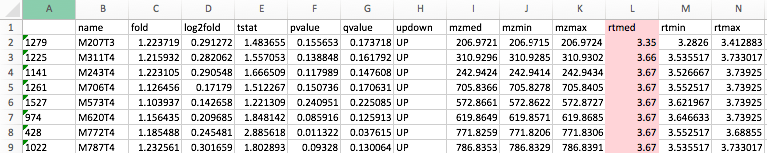 A B C D E F G H I J K L M N
1 name fold log2fold tstat pvalue qvalue updown mzmed mzmin mzmax rtmed rtmin rtmax
2 1279 M207T3 1.223719 0.291272 1.483655 0.155653 0.173718 UP 206.9721 206.9715 206.9724 3.35 3.2826 3.412883
3 1225 M311T4 1.215932 0.282062 1.557053 0.138848 0.161792 UP 310.9296 310.9285 310.9302 3.66 3.535517 3.733017
4 1141 M243T4 1.223105 0.290548 1.666509 0.117989 0.147608 UP 242.9424 242.9414 242.9434 3.67 3.526667 3.73925
5 1261 M706T4 1.126456 0.17179 1.512267 0.150736 0.170631 UP 705.8366 705.8278 705.8405 3.67 3.552517 3.73925
6 1527 M573T4 1.103937 0.142658 1.221309 0.240951 0.225085 UP 572.8661 572.8622 572.8727 3.67 3.621967 3.73925
7 974 M620T4 1.156435 0.209685 1.848142 0.085916 0.125913 UP 619.8649 619.8571 619.8685 3.67 3.646633 3.73925
8 428 M772T4 1.185488 0.245481 2.885618 0.011322 0.037615 UP 771.8259 771.8206 771.8306 3.67 3.552517 3.68855
9 1022 M787T4 1.232561 0.301659 1.802893 0.09328 0.130064 UP 786.8353 786.8329 786.8391 3.67 3.535517 3.733017